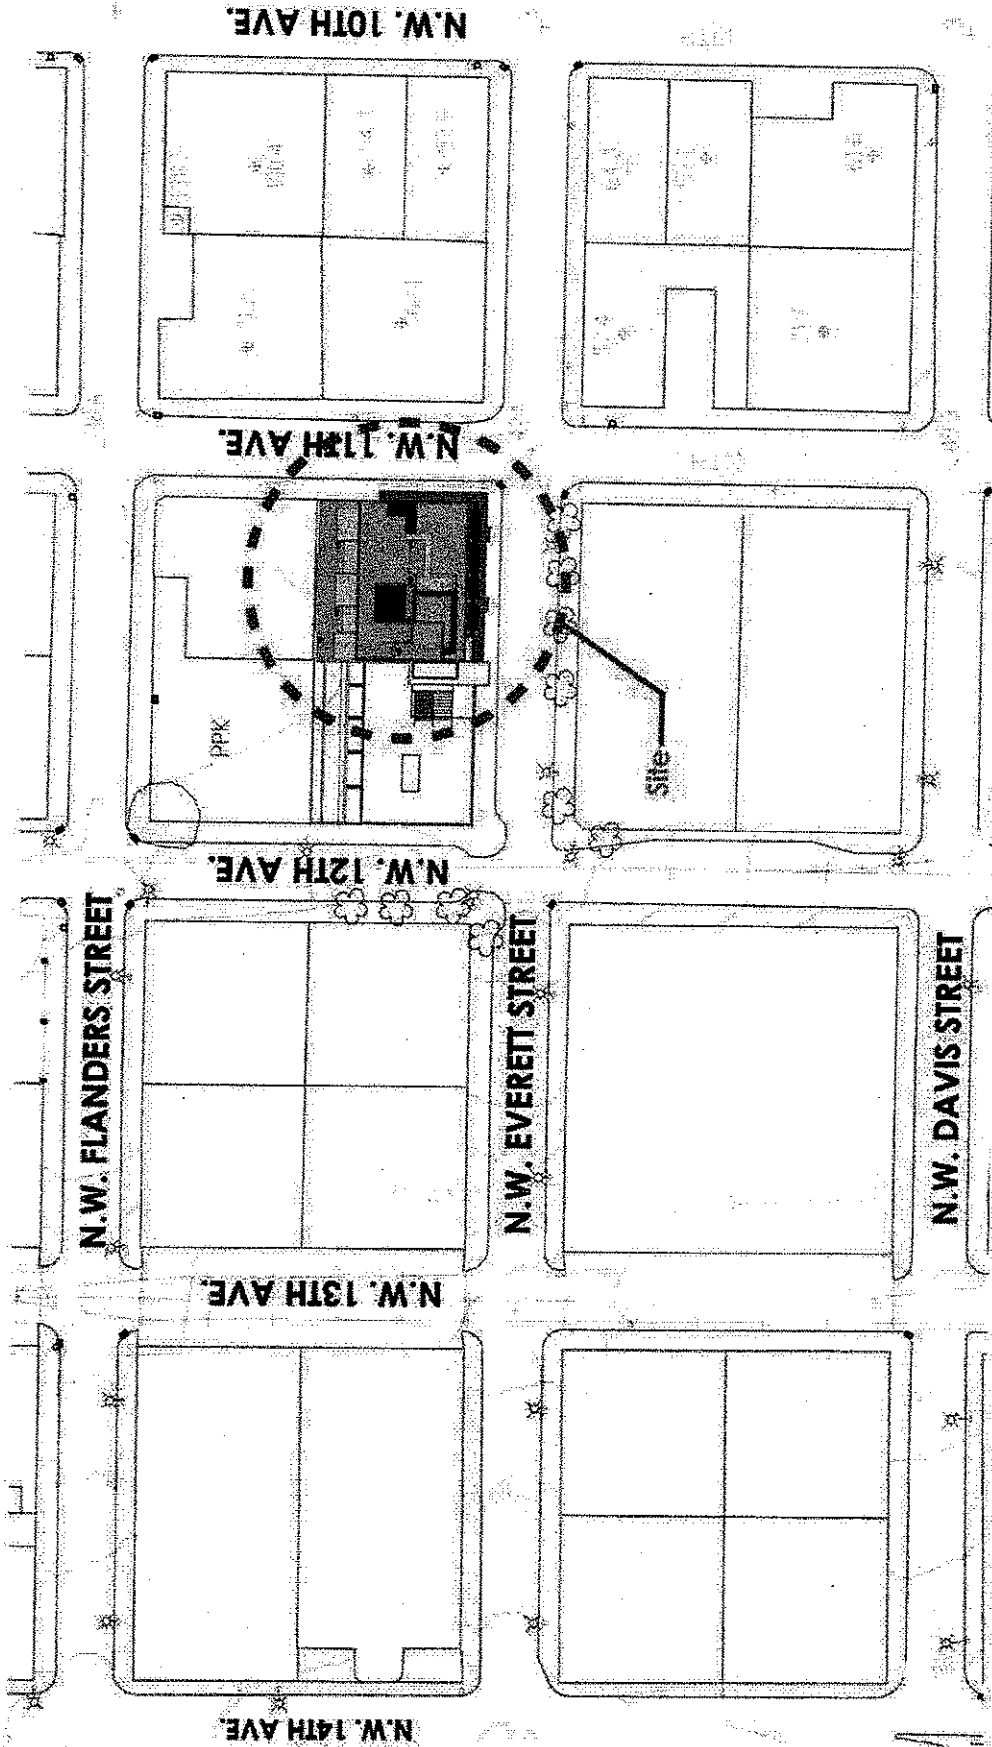 N.W. 10TH AVE.
N.W. 11TH AVE.
PPK
Site
N.W. 12TH AVE.
N.W. FLANDERS STREET
N.W. EVERETT STREET
N.W. DAVIS STREET
N.W. 13TH AVE.
N.W. 14TH AVE.